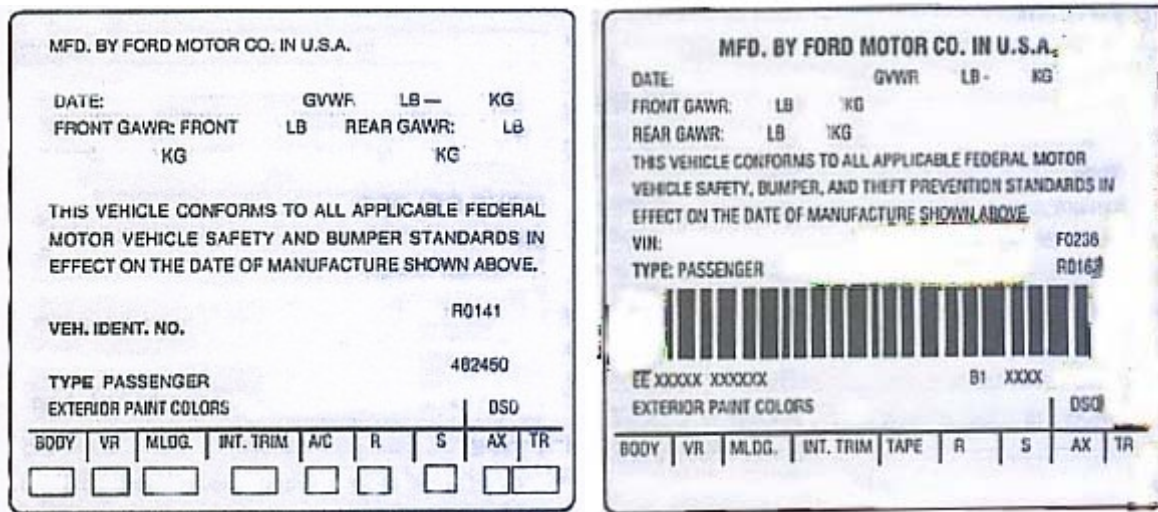 MFD. BY FORD MOTOR CO. IN U.S.A.
DATE: GVWR LB — KG
FRONT GAWR: FRONT LB REAR GAWR: LB
KG KG
THIS VEHICLE CONFORMS TO ALL APPLICABLE FEDERAL
MOTOR VEHICLE SAFETY AND BUMPER STANDARDS IN
EFFECT ON THE DATE OF MANUFACTURE SHOWN ABOVE.
R0141
VEH. IDENT. NO.
482450
TYPE PASSENGER
EXTERIOR PAINT COLORS DSO
BODY VR MLDG. INT. TRIM A/C R S AX TR
MFD. BY FORD MOTOR CO. IN U.S.A.
DATE: GVWR LB - KG
FRONT GAWR: LB KG
REAR GAWR: LB KG
THIS VEHICLE CONFORMS TO ALL APPLICABLE FEDERAL MOTOR
VEHICLE SAFETY, BUMPER, AND THEFT PREVENTION STANDARDS IN
EFFECT ON THE DATE OF MANUFACTURE SHOWN ABOVE.
VIN: F0236
TYPE: PASSENGER
EE XXXXX XXXXXX B1 XXXX
EXTERIOR PAINT COLORS DSO
BODY VR MLDG. INT. TRIM TAPE R S AX TR